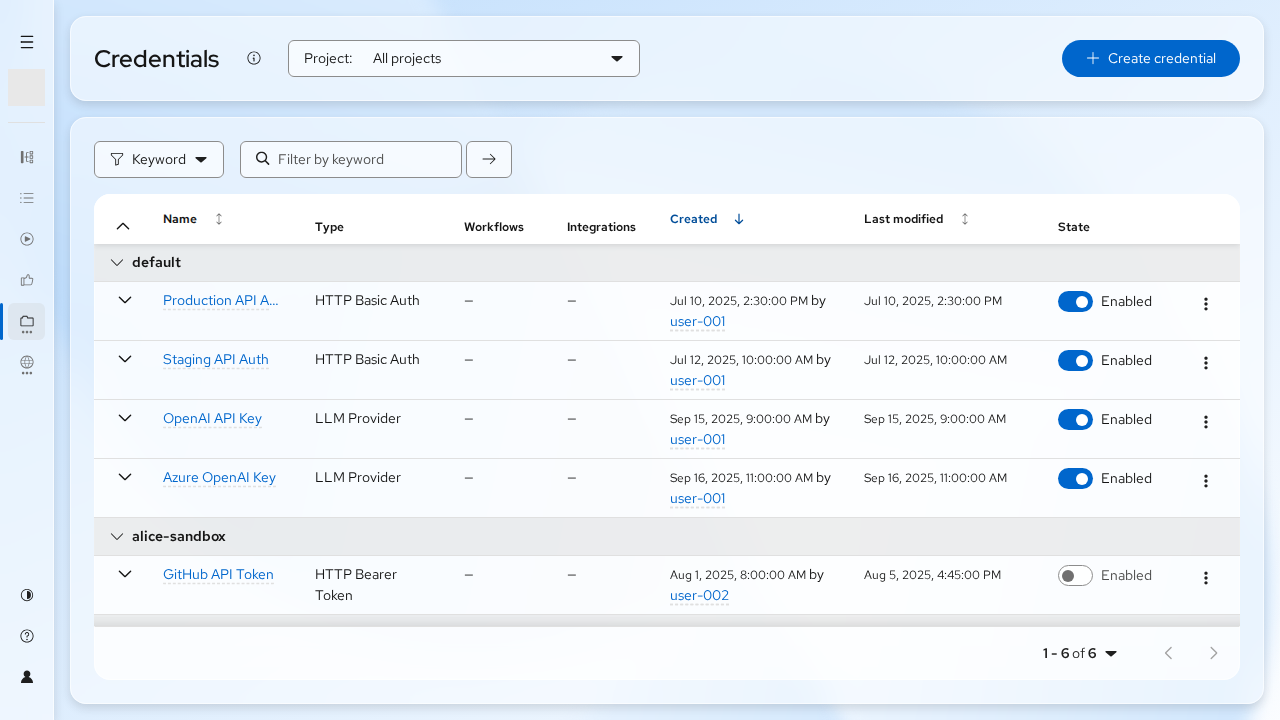 Credentials
Project: All projects
Create credential
Keyword
Filter by keyword
Name Type Workflows Integrations Created Last modified State
default
Production API A... HTTP Basic Auth — — Jul 10, 2025, 2:30:00 PM by Jul 10, 2025, 2:30:00 PM Enabled
user-001
Staging API Auth HTTP Basic Auth — — Jul 12, 2025, 10:00:00 AM by Jul 12, 2025, 10:00:00 AM Enabled
user-001
OpenAI API Key LLM Provider — — Sep 15, 2025, 9:00:00 AM by Sep 15, 2025, 9:00:00 AM Enabled
user-001
Azure OpenAI Key LLM Provider — — Sep 16, 2025, 11:00:00 AM by Sep 16, 2025, 11:00:00 AM Enabled
user-001
alice-sandbox
GitHub API Token HTTP Bearer — — Aug 1, 2025, 8:00:00 AM by Aug 5, 2025, 4:45:00 PM Enabled
Token user-002
1 - 6 of 6